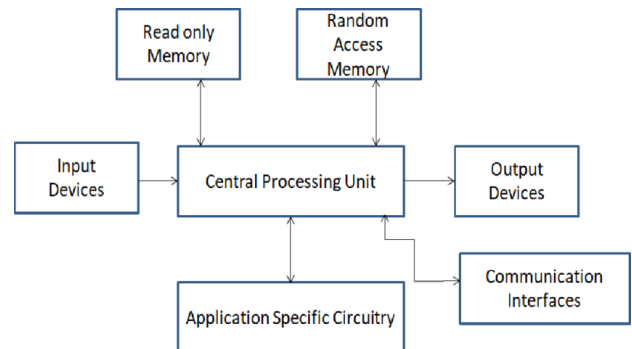 Read only
Memory
Random
Access
Memory
Input
Devices
Central Processing Unit
Output
Devices
Application Specific Circuitry
Communication
Interfaces